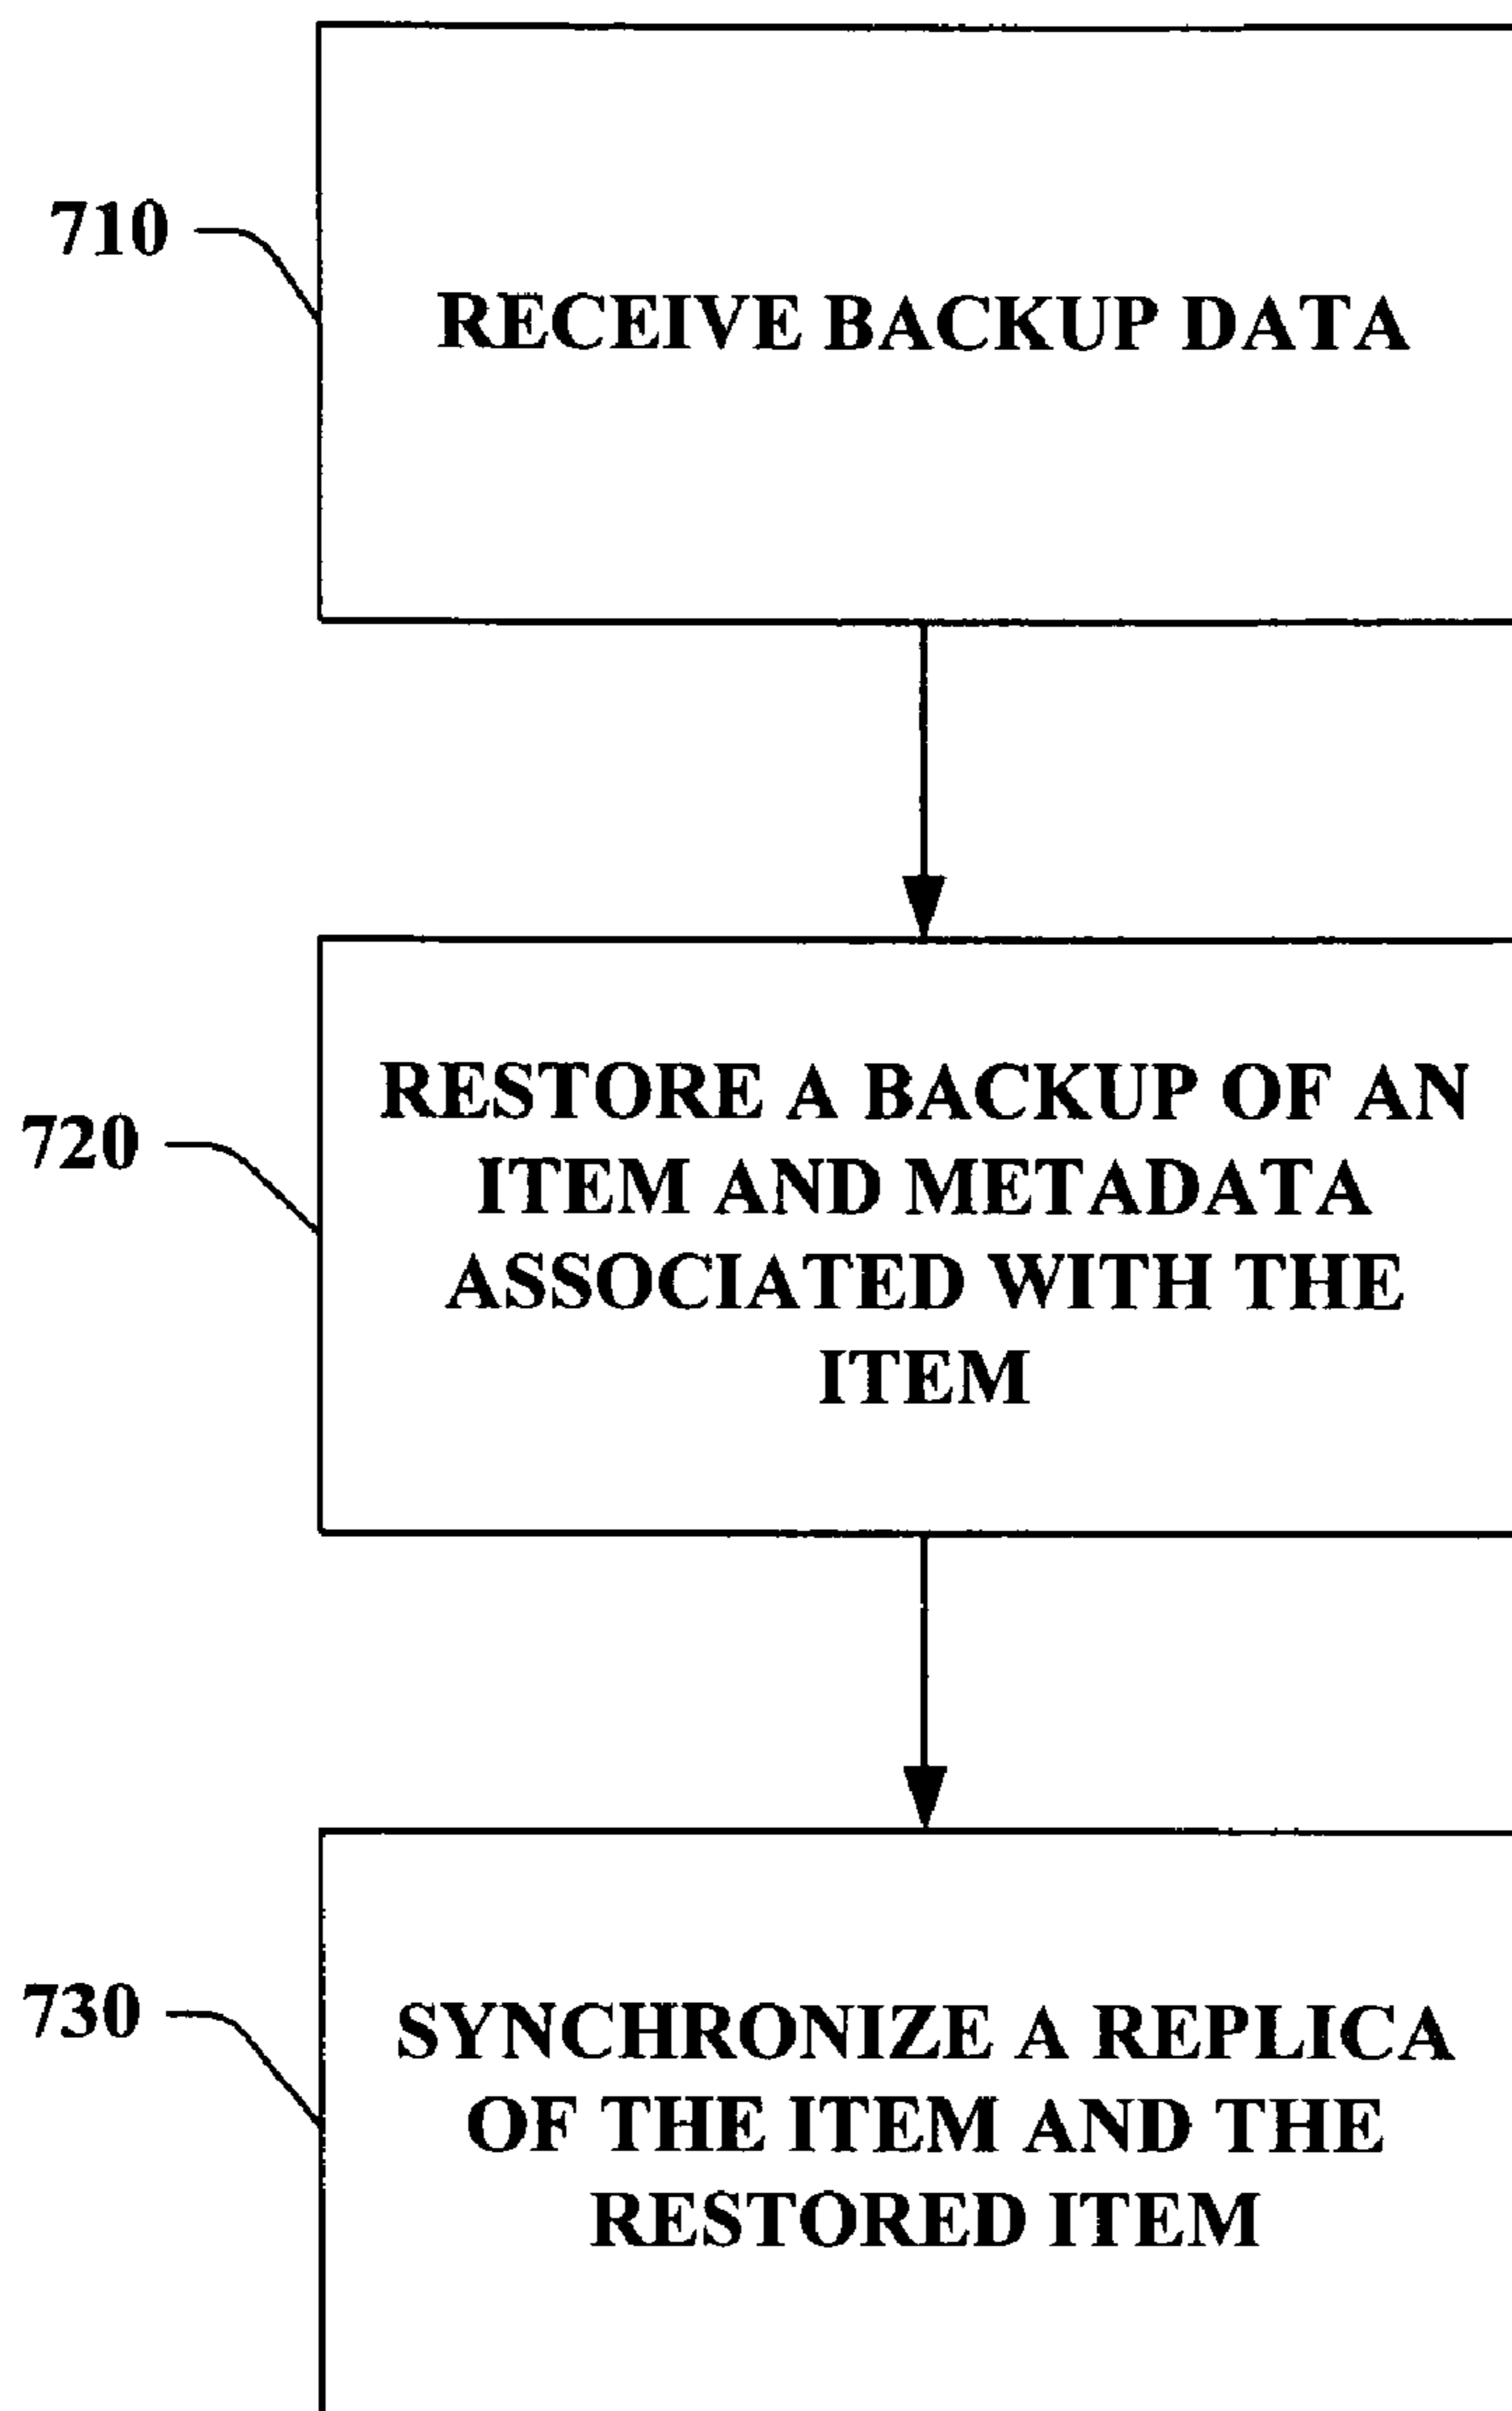 710
RECEIVE BACKUP DATA
720
RESTORE A BACKUP OF AN
ITEM AND METADATA
ASSOCIATED WITH THE
ITEM
730
SYNCHRONIZE A REPLICA
OF THE ITEM AND THE
RESTORED ITEM